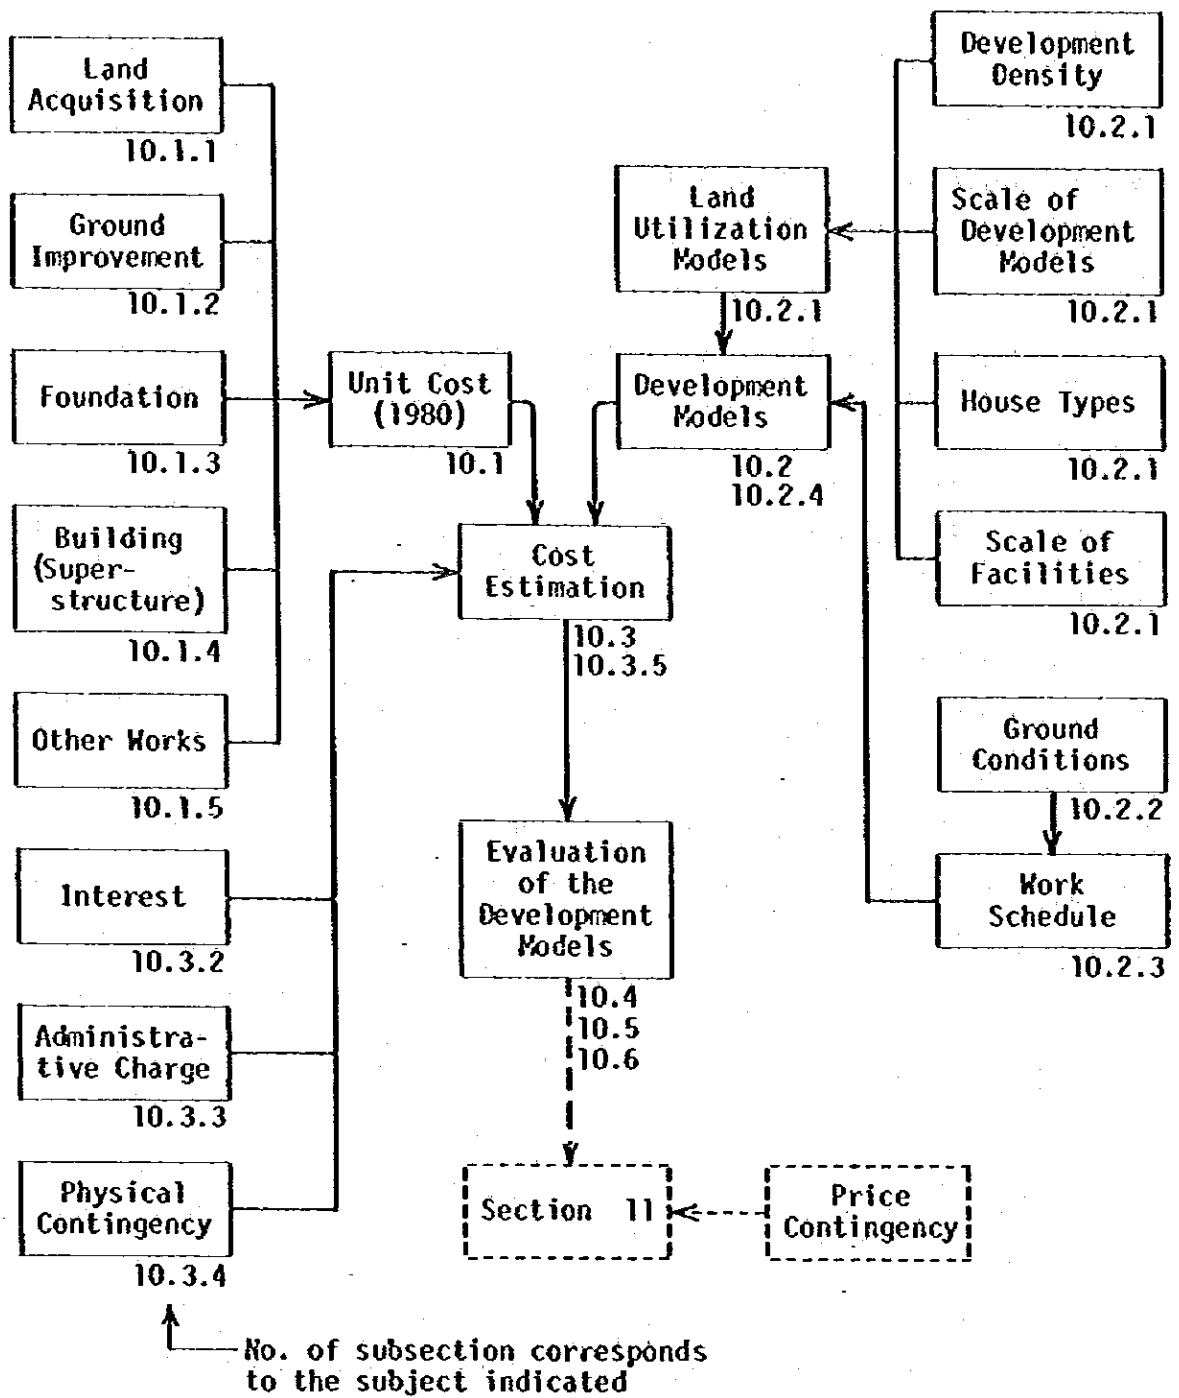 Land
Acquisition
10.1.1
Ground
Improvement
10.1.2
Foundation
10.1.3
Building
(Super-
structure)
10.1.4
Other Works
10.1.5
Interest
10.3.2
Administra-
tive Charge
10.3.3
Physical
Contingency
10.3.4
No. of subsection corresponds
to the subject indicated
Unit Cost
(1980)
10.1
Land
Utilization
Models
10.2.1
Development
Models
10.2
10.2.4
Cost
Estimation
10.3
10.3.5
Evaluation
of the
Development
Models
10.4
10.5
10.6
Section 11
Price
Contingency
Development
Density
10.2.1
Scale of
Development
Models
10.2.1
House Types
10.2.1
Scale of
Facilities
10.2.1
Ground
Conditions
10.2.2
Work
Schedule
10.2.3